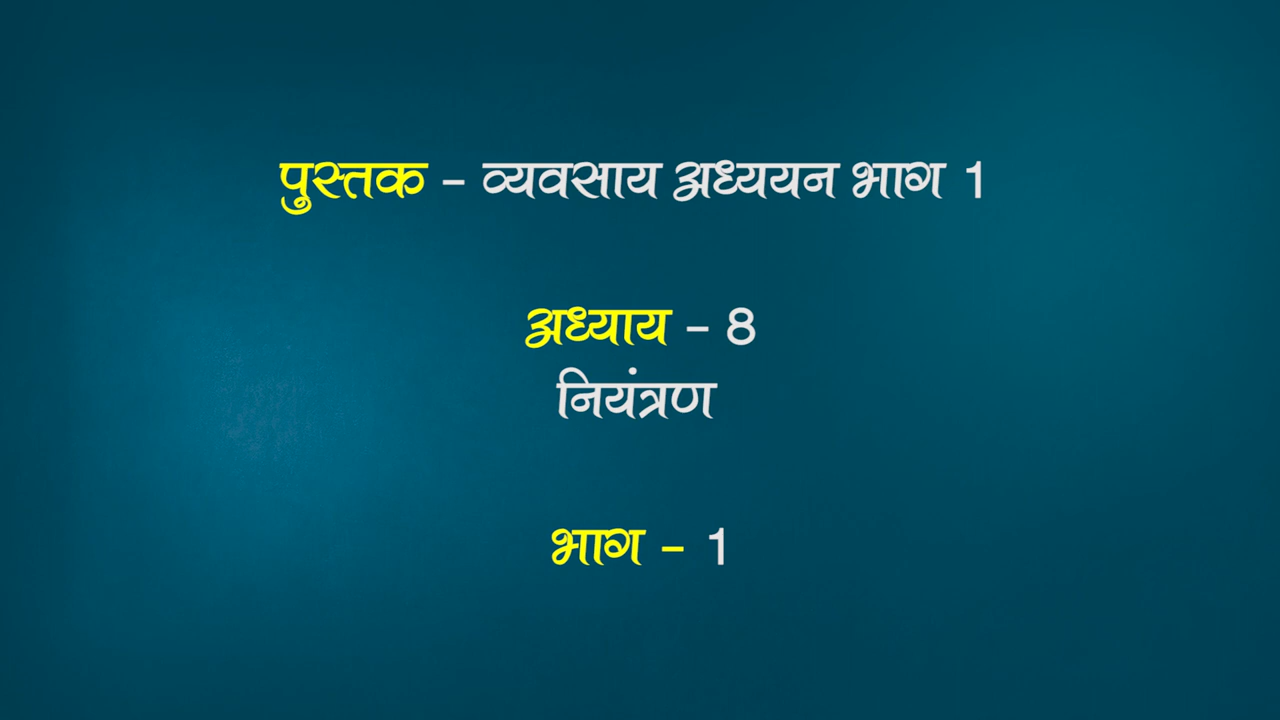 पुस्तक - व्यवसाय अध्ययन भाग 1
अध्याय - 8
नियंत्रण
भाग - 1